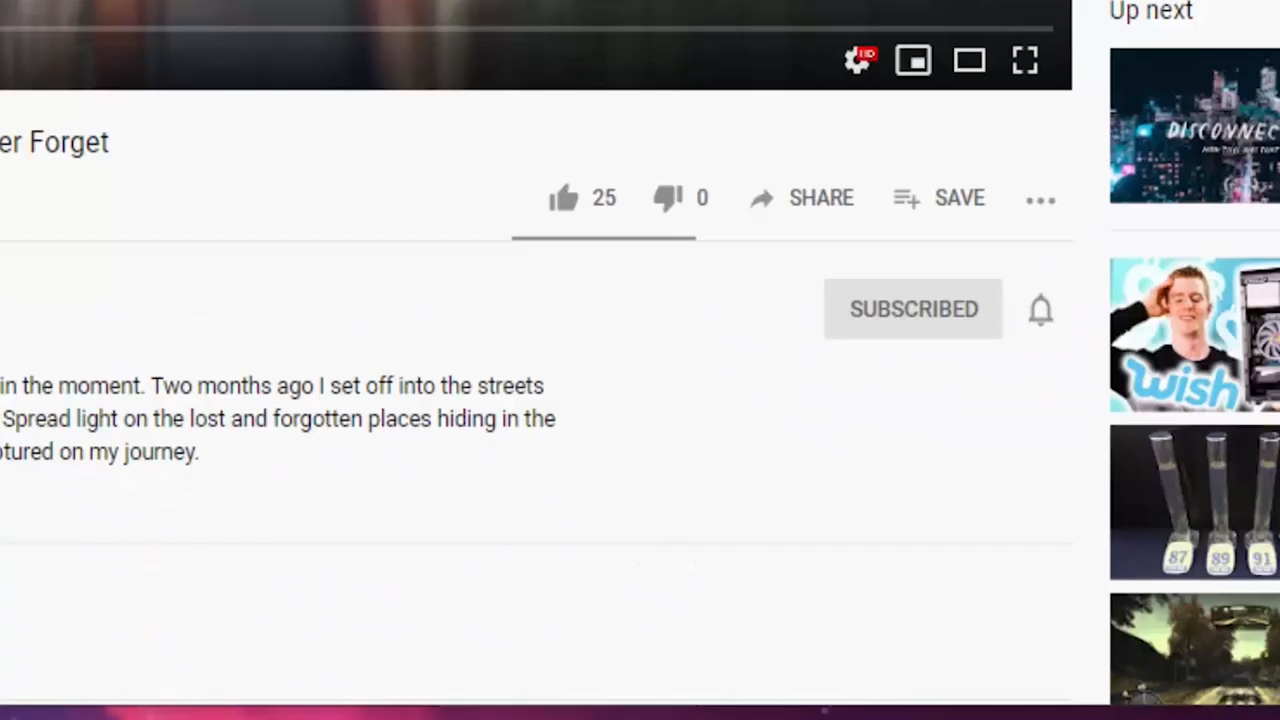 Up next
HD
er Forget
DISCONNEC
25
0
SHARE
SAVE
SUBSCRIBED
in the moment. Two months ago I set off into the streets
Spread light on the lost and forgotten places hiding in the
ptured on my journey.
wish
87
89
91